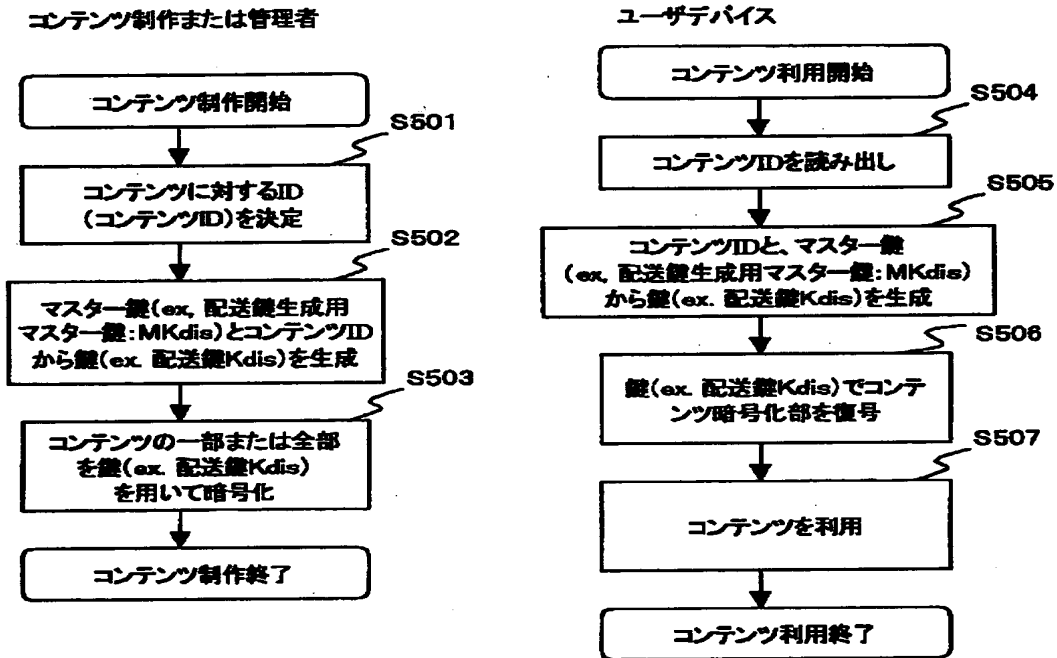 コンテンツ制作または管理者
コンテンツ制作開始
S501
コンテンツに対するID
(コンテンツID)を決定
S502
マスター鍵(ex, 配送鍵生成用
マスター鍵:MKdis)とコンテンツID
から鍵(ex. 配送鍵Kdis)を生成
S503
コンテンツの一部または全部
を鍵(ex. 配送鍵Kdis)
を用いて暗号化
コンテンツ制作終了
ユーザデバイス
コンテンツ利用開始
S504
コンテンツIDを読み出し
S505
コンテンツIDと、マスター鍵
(ex, 配送鍵生成用マスター鍵:MKdis)
から鍵(ex. 配送鍵Kdis)を生成
S506
鍵(ex. 配送鍵Kdis)でコンテ
ンツ暗号化部を復号
S507
コンテンツを利用
コンテンツ利用終了